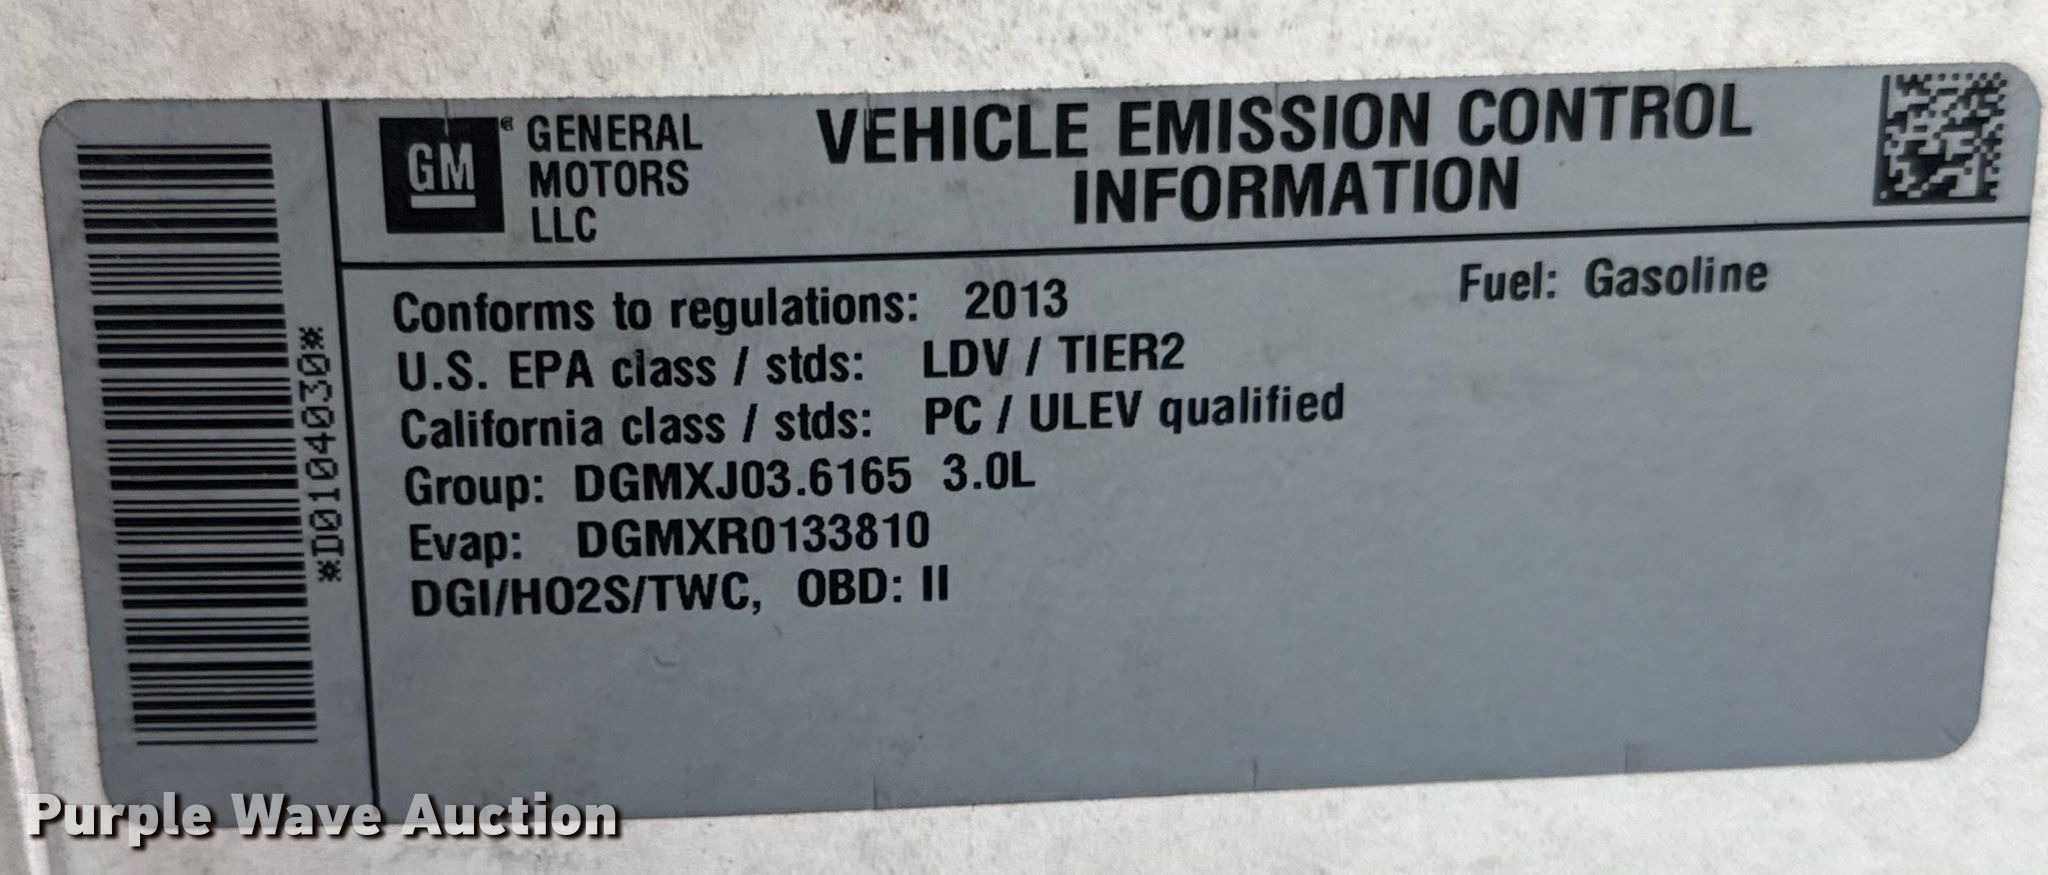 *D0104030*
GM® GENERAL
MOTORS
LLC
VEHICLE EMISSION CONTROL
INFORMATION
Conforms to regulations: 2013
Fuel: Gasoline
U.S. EPA class / stds: LDV / TIER2
California class / stds: PC / ULEV qualified
Group: DGMXJ03.6165 3.0L
Evap: DGMXR0133810
DGI/HO2S/TWC, OBD: II
Purple Wave Auction